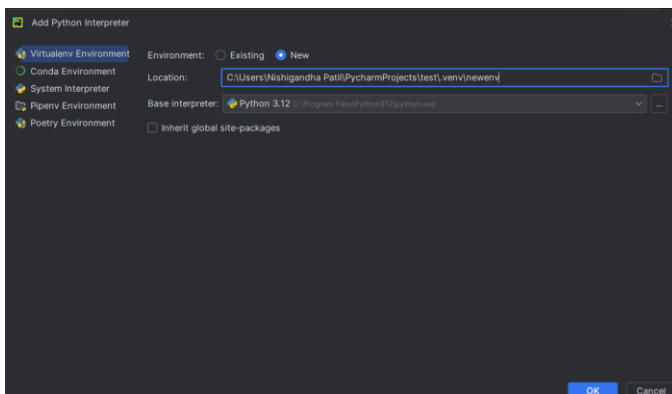 Add Python Interpreter
Virtualenv Environment
Conda Environment
System Interpreter
Pipenv Environment
Poetry Environment
Environment: Existing New
Location: C:\Users\Nishigandha Patil\PycharmProjects\test\.venv\newenv
Base interpreter: Python 3.12 C:\Program Files\Python312\python.exe ...
Inherit global site-packages
OK Cancel